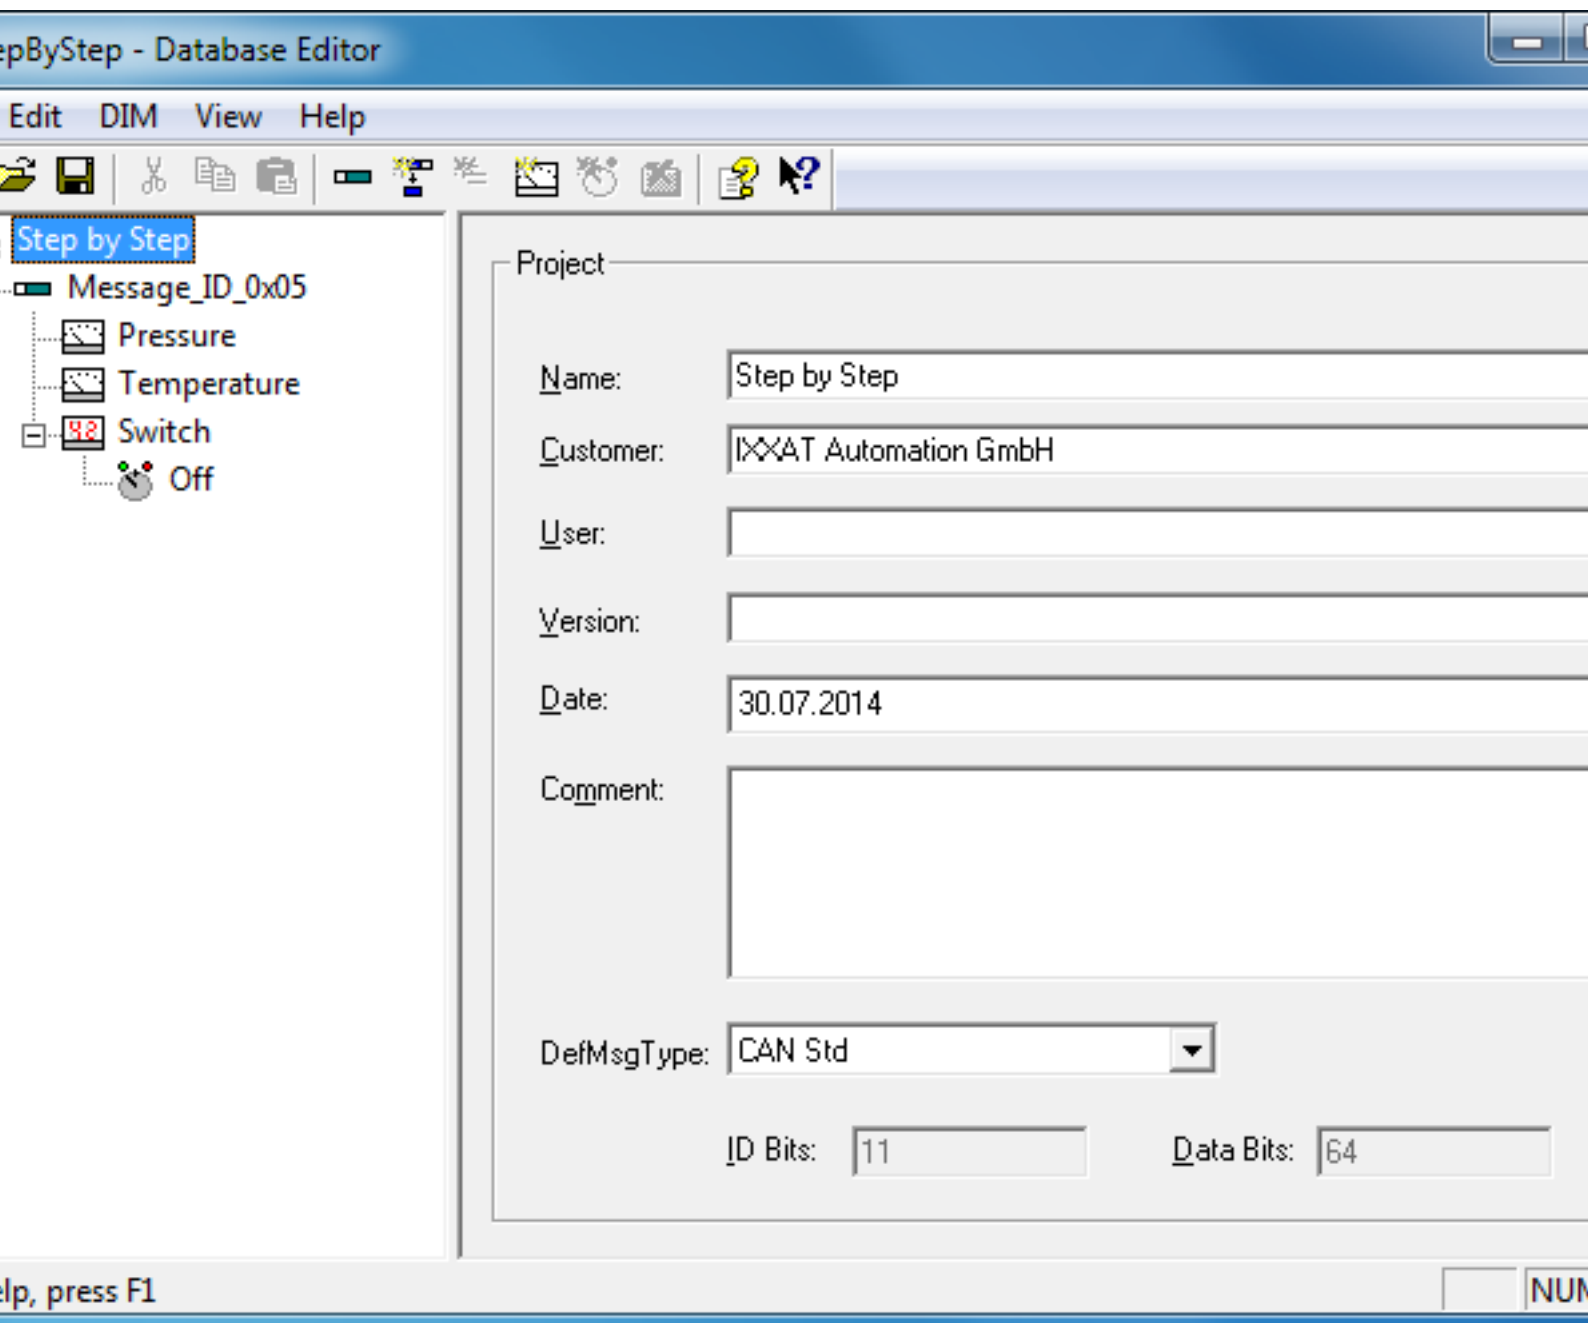 epByStep - Database Editor
Edit DIM View Help
Step by Step
Message_ID_0x05
Pressure
Temperature
Switch
Off
Project
Name: Step by Step
Customer: IXXAT Automation GmbH
User:
Version:
Date: 30.07.2014
Comment:
DefMsgType: CAN Std
ID Bits: 11 Data Bits: 64
elp, press F1
NUM